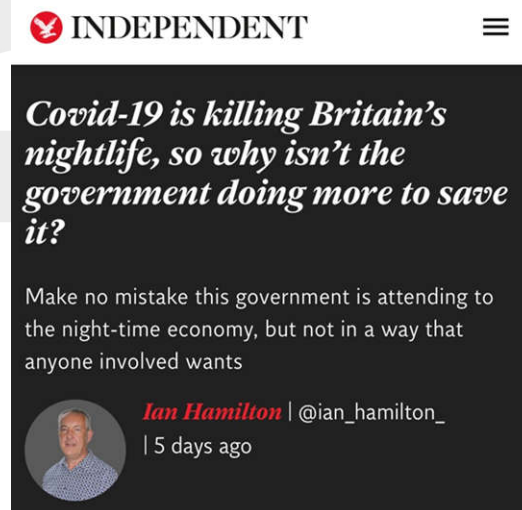 INDEPENDENT
Covid-19 is killing Britain's
nightlife, so why isn't the
government doing more to save
it?
Make no mistake this government is attending to
the night-time economy, but not in a way that
anyone involved wants
Ian Hamilton | @ian_hamilton_
| 5 days ago